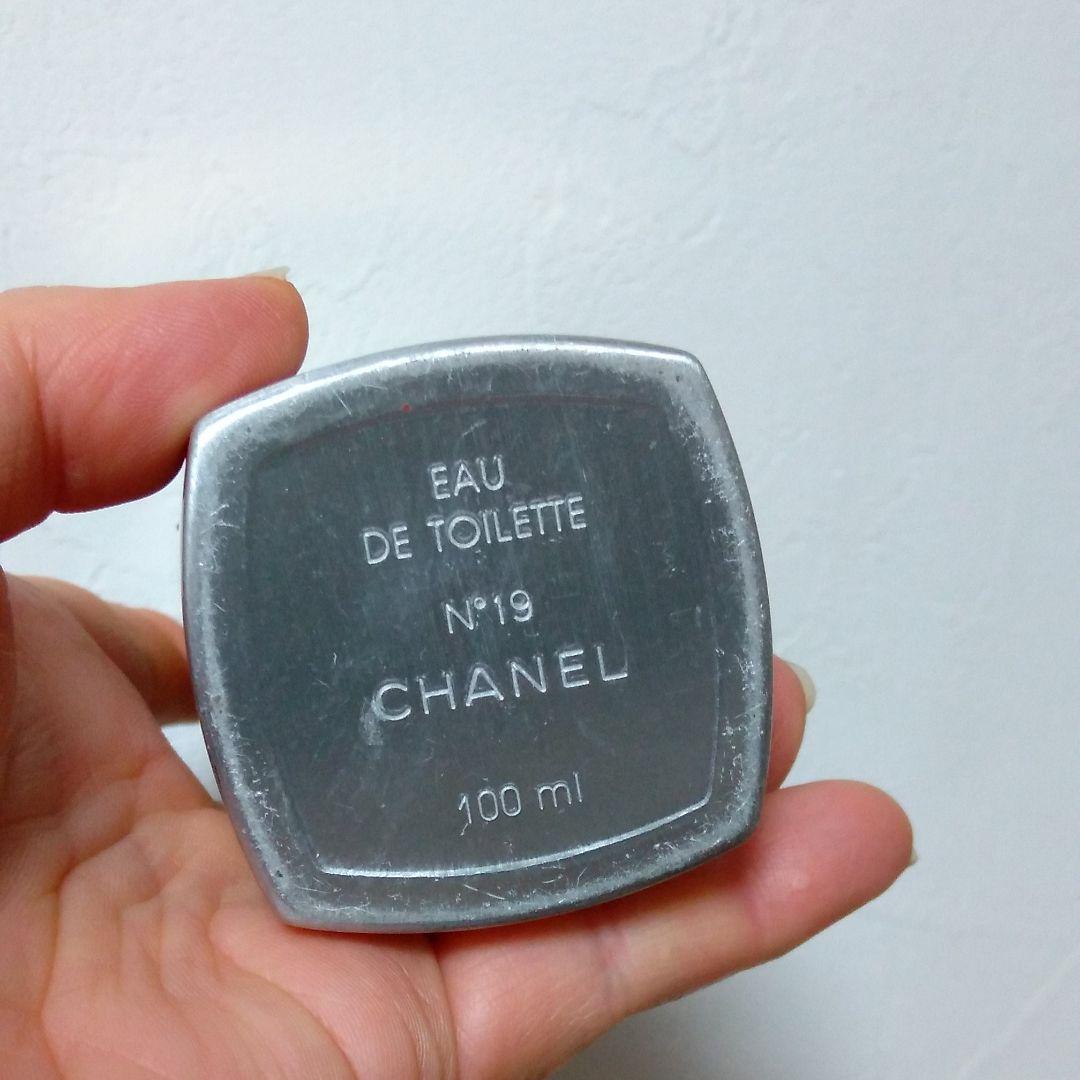 EAU
DE TOILETTE
N°19
CHANEL
100 ml